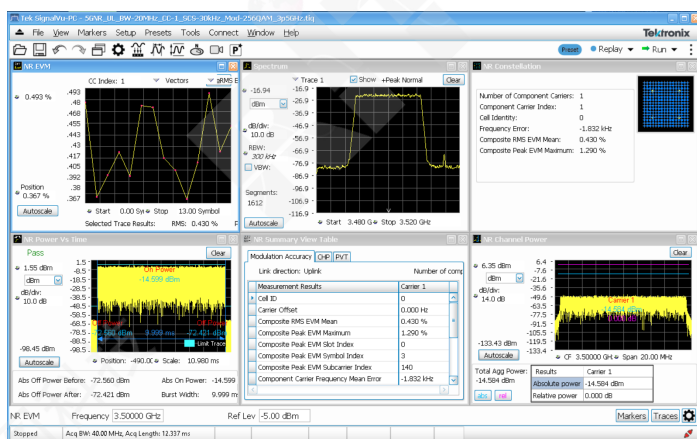 Tek SignalVu-PC - 5GNR_UL_BW-20MHz_CC-1_SCS-30kHz_Mod-256QAM_3p5GHz.tiq
File View Markers Setup Presets Tools Connect Window Help
Tektronix
Preset Replay Run
NR EVM
CC Index: 1 Vectors pRMS E
0.493 %
.493
.48
.468
.455
.443
.43
.417
.405
.392
.38
.367
Position
0.367 %
Autoscale
Start 0.00 Sy Stop 13.00 Symbol
Selected Trace Results: RMS: 0.430 %
Spectrum
Trace 1 Show +Peak Normal Clear
-16.94
dBm
dB/div:
10.0 dB
RBW:
300 kHz
VBW:
Segments:
1612
Autoscale
-16.9
-26.9
-36.9
-46.9
-56.9
-66.9
-76.9
-86.9
-96.9
-106.9
-116.9
Start 3.480 G Stop 3.520 GHz
NR Constellation
Number of Component Carriers: 1
Component Carrier Index: 1
Cell Identity: 0
Frequency Error: -1.832 kHz
Composite RMS EVM Mean: 0.430 %
Composite Peak EVM Maximum: 1.290 %
NR Power Vs Time
Pass Clear
1.55 dBm
dBm
dB/div:
10.0 dB
-98.45 dBm
Autoscale
1.5
-8.5
-18.5
-28.5
-38.5
-48.5
-58.5
-68.5
-78.5
-88.5
-98.5
On Power
-14.599 dBm
9.999 ms
-72.421 dBm
Limit Trace
Position: -490.0 Scale: 10.980 ms
Abs Off Power Before: -72.560 dBm Abs On Power: -14.599
Abs Off Power After: -72.421 dBm Burst Width: 9.999 m
NR Summary View Table
Modulation Accuracy CHP PVT
Link direction: Uplink Number of comp
Measurement Results Carrier 1
Cell ID 0
Carrier Offset 0.000 Hz
Composite RMS EVM Mean 0.430 %
Composite Peak EVM Maximum 1.290 %
Composite Peak EVM Slot Index 0
Composite Peak EVM Symbol Index 3
Composite Peak EVM Subcarrier Index 140
Component Carrier Frequency Mean Error -1.832 kHz
NR Channel Power
Clear
6.35 dBm
dBm
dB/div:
14.0 dB
-133.43 dBm
Autoscale
6.4
-7.6
-21.6
-35.6
-49.6
-63.5
-77.5
-91.5
-105.5
-119.5
-133.4
Carrier 1
CF 3.50000 GH Span 20.00 MHz
Total Agg Power:
-14.584 dBm
abs rel
Results Carrier 1
Absolute power -14.584 dBm
Relative power 0.000 dB
NR EVM Frequency 3.50000 GHz Ref Lev -5.00 dBm Markers Traces
Stopped Acq BW: 40.00 MHz, Acq Length: 12.337 ms